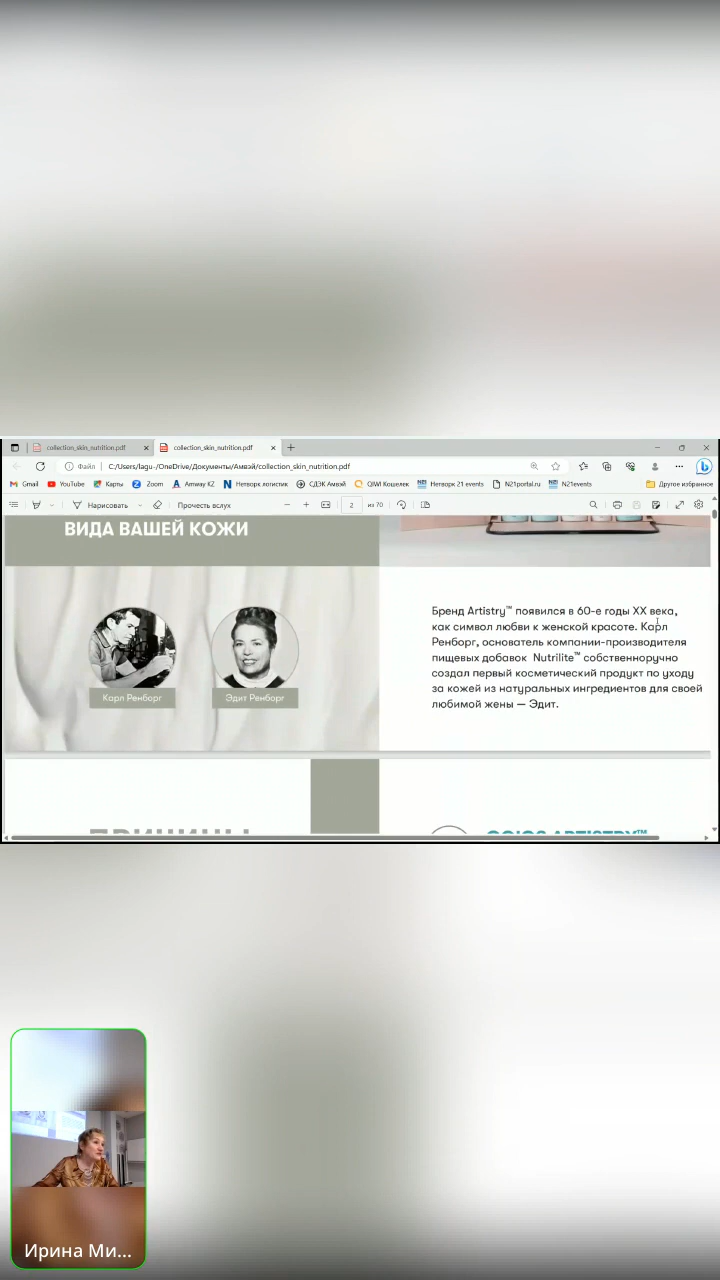 collection_skin_nutrition.pdf
collection_skin_nutrition.pdf
Файл
C:/Users/lagu-/OneDrive/Документы/Амвэй/collection_skin_nutrition.pdf
Gmail YouTube Карты Zoom Amway KZ Нетворк логистик СДЭК Амвэй QIWI Кошелек Нетворк 21 events N21portal.ru N21events Другое избранное
Нарисовать Прочесть вслух 2 из 70
ВИДА ВАШЕЙ КОЖИ
Карл Ренборг
Эдит Ренборг
Бренд Artistry™ появился в 60-е годы XX века,
как символ любви к женской красоте. Карл
Ренборг, основатель компании-производителя
пищевых добавок Nutrilite™ собственноручно
создал первый косметический продукт по уходу
за кожей из натуральных ингредиентов для своей
любимой жены — Эдит.
Ирина Ми...